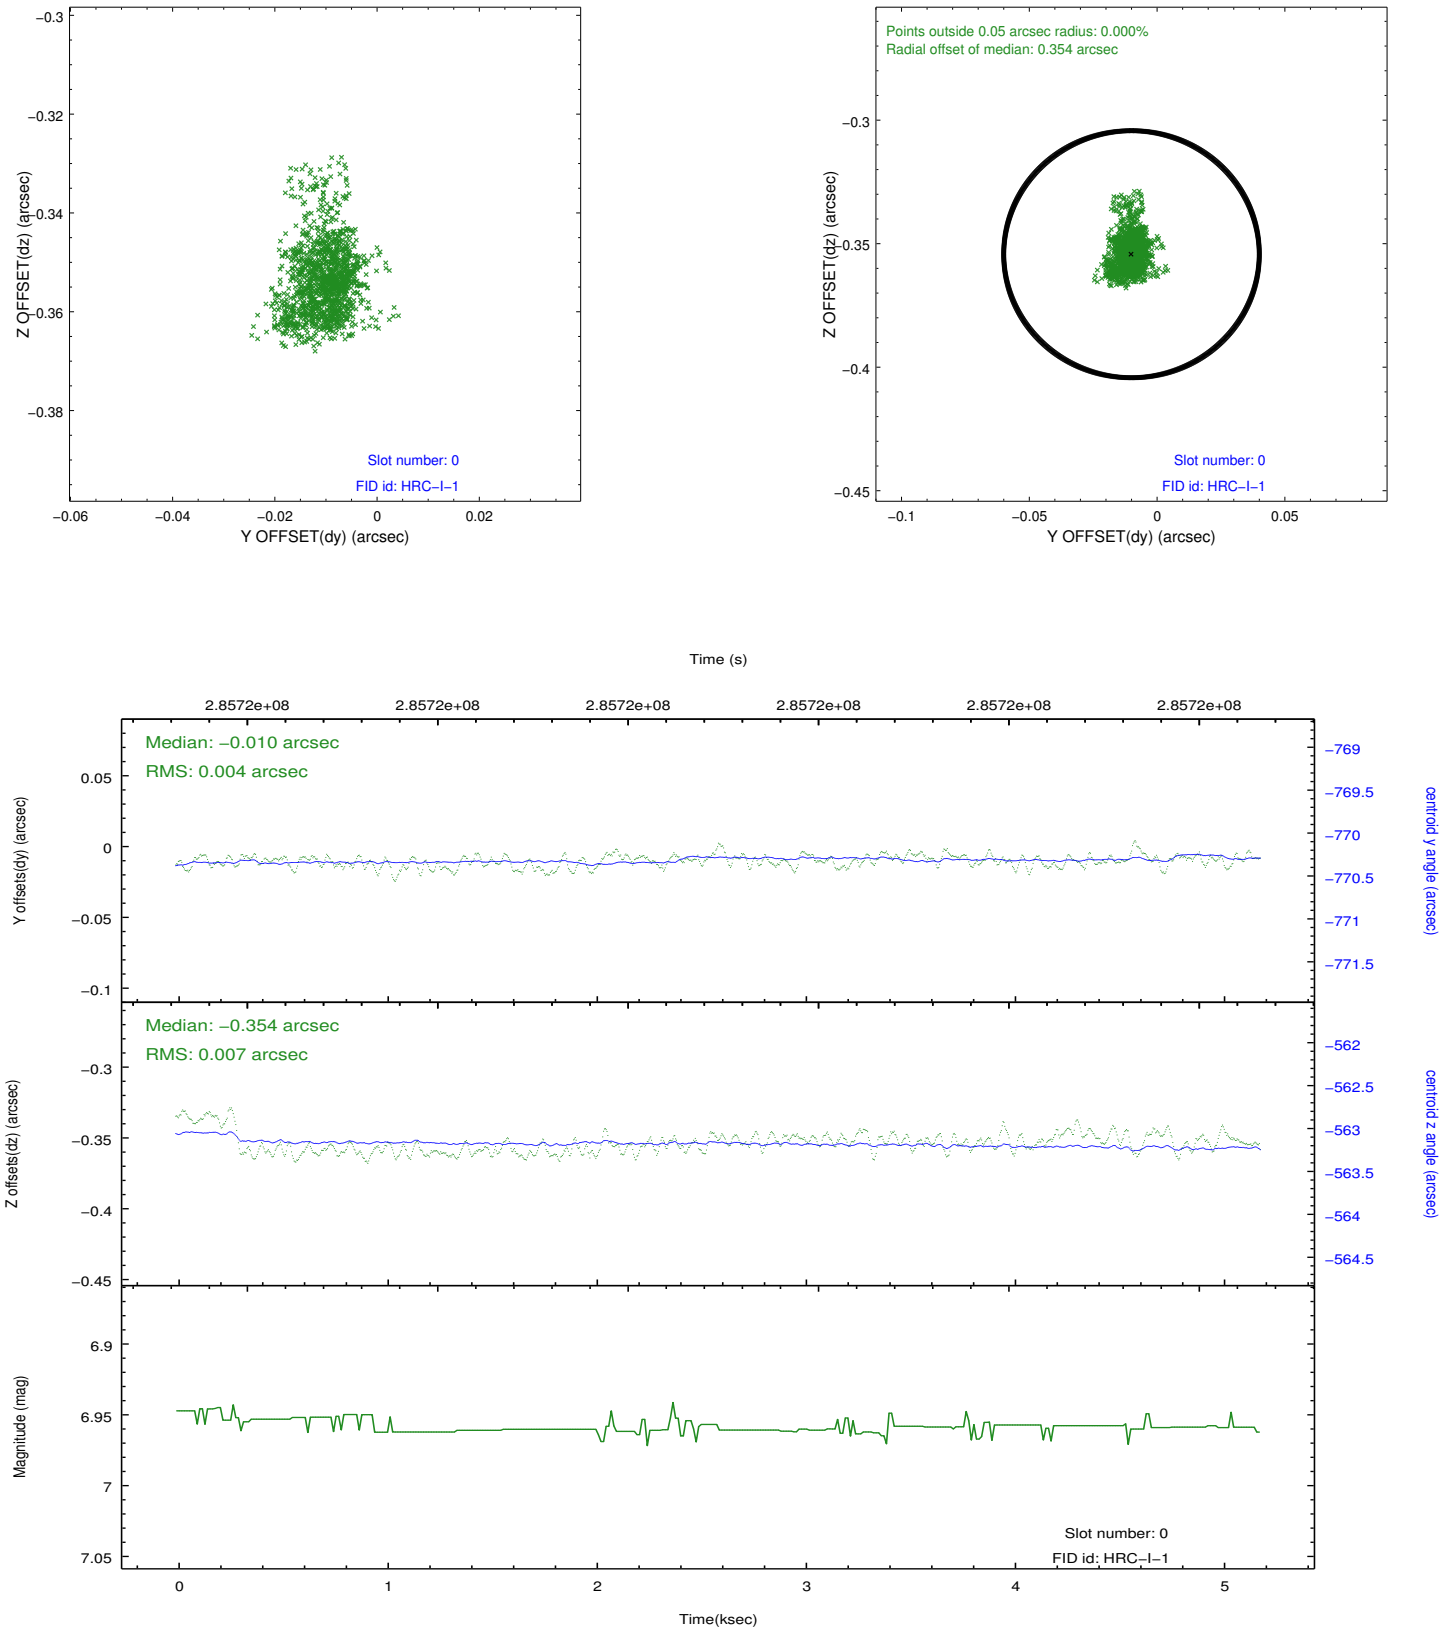 −0.3
−0.32
−0.34
−0.36
−0.38
Z OFFSET(dz) (arcsec)
Slot number: 0
FID id: HRC−I−1
−0.06
−0.04
−0.02
0
0.02
Y OFFSET(dy) (arcsec)
Points outside 0.05 arcsec radius: 0.000%
Radial offset of median: 0.354 arcsec
−0.3
−0.35
−0.4
−0.45
Z OFFSET(dz) (arcsec)
Slot number: 0
FID id: HRC−I−1
−0.1
−0.05
0
0.05
Y OFFSET(dy) (arcsec)
Time (s)
2.8572e+08
2.8572e+08
2.8572e+08
2.8572e+08
2.8572e+08
2.8572e+08
Median: −0.010 arcsec
RMS: 0.004 arcsec
0.05
0
−0.05
−0.1
Y offsets(dy) (arcsec)
−769
−769.5
−770
−770.5
−771
−771.5
centroid y angle (arcsec)
Median: −0.354 arcsec
RMS: 0.007 arcsec
−0.3
−0.35
−0.4
−0.45
Z offsets(dz) (arcsec)
−562
−562.5
−563
−563.5
−564
−564.5
centroid z angle (arcsec)
6.9
6.95
7
7.05
Magnitude (mag)
Slot number: 0
FID id: HRC−I−1
0
1
2
3
4
5
Time(ksec)